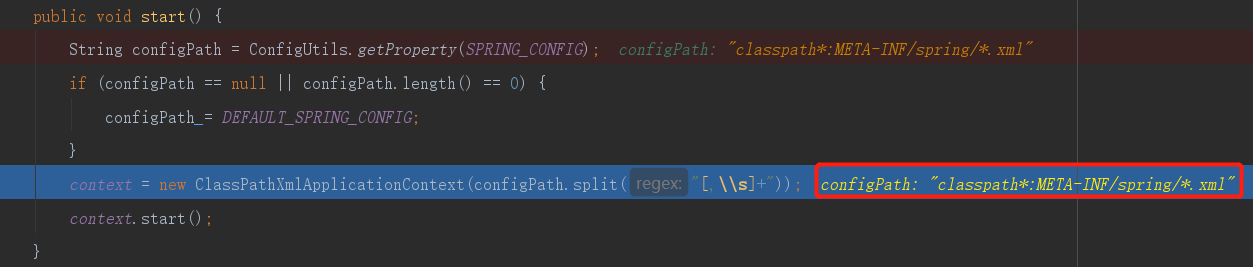 public void start() {
String configPath = ConfigUtils.getProperty(SPRING_CONFIG); configPath: "classpath*:META-INF/spring/*.xml"
if (configPath == null || configPath.length() == 0) {
configPath = DEFAULT_SPRING_CONFIG;
}
context = new ClassPathXmlApplicationContext(configPath.split( regex: "[,\\s]+")); configPath: "classpath*:META-INF/spring/*.xml"
context.start();
}